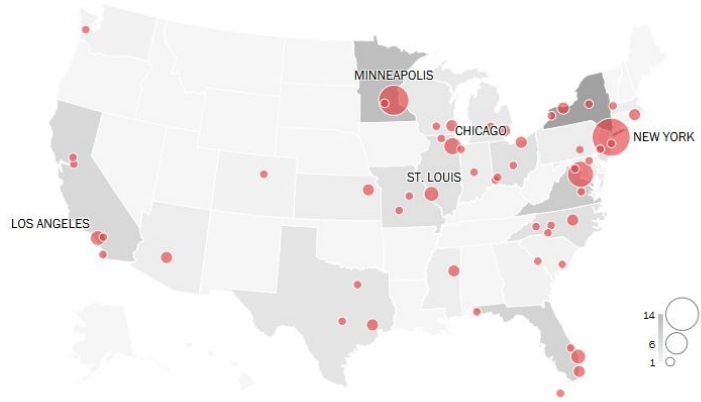 MINNEAPOLIS
CHICAGO
NEW YORK
ST. LOUIS
LOS ANGELES
14
6
1